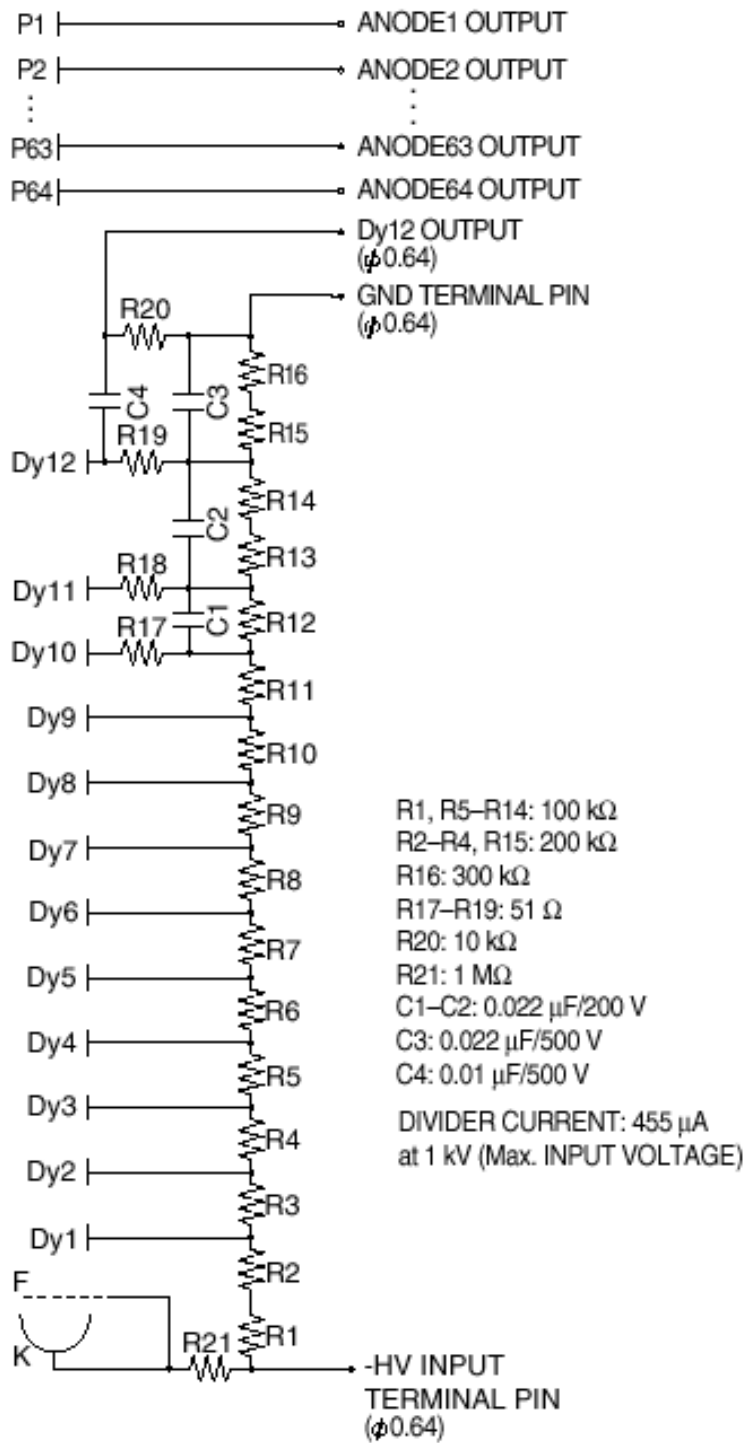 P1 ANODE1 OUTPUT
P2 ANODE2 OUTPUT
P63 ANODE63 OUTPUT
P64 ANODE64 OUTPUT
Dy12 OUTPUT
(ϕ0.64)
GND TERMINAL PIN
(ϕ0.64)
R20
R16
C4
C3
R19
R15
Dy12
R14
C2
R13
R18
Dy11
R12
C1
R17
Dy10
R11
Dy9
R10
Dy8
R9
Dy7
R8
Dy6
R7
Dy5
R6
Dy4
R5
Dy3
R4
Dy2
R3
Dy1
R2
F
R1
K
R21
-HV INPUT
TERMINAL PIN
(ϕ0.64)
R1, R5–R14: 100 kΩ
R2–R4, R15: 200 kΩ
R16: 300 kΩ
R17–R19: 51 Ω
R20: 10 kΩ
R21: 1 MΩ
C1–C2: 0.022 µF/200 V
C3: 0.022 µF/500 V
C4: 0.01 µF/500 V
DIVIDER CURRENT: 455 µA
at 1 kV (Max. INPUT VOLTAGE)